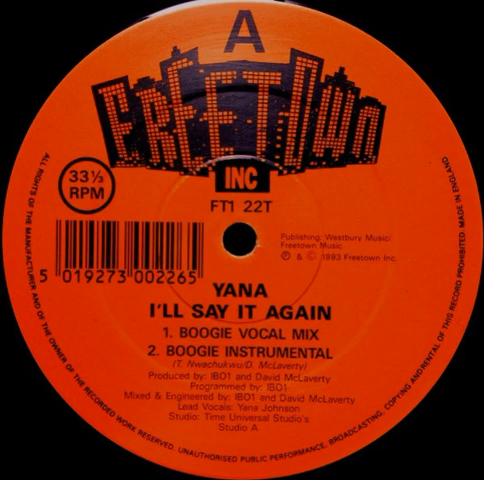 A
FREETOWN
INC
33⅓
RPM
FT1 22T
Publishing: Westbury Music/
Freetown Music
℗ & © 1993 Freetown Inc.
5 019273 002265
YANA
I'LL SAY IT AGAIN
1. BOOGIE VOCAL MIX
2. BOOGIE INSTRUMENTAL
(T. Nwachukwu/D. McLaverty)
Produced by: IBO1 and David McLaverty
Programmed by: IBO1
Mixed & Engineered by: IBO1 and David McLaverty
Lead Vocals: Yana Johnson
Studio: Time Universal Studio's
Studio A
ALL RIGHTS OF THE MANUFACTURER AND OF THE OWNER OF THE RECORDED WORK RESERVED. UNAUTHORISED PUBLIC PERFORMANCE, BROADCASTING, COPYING AND RENTAL OF THIS RECORD PROHIBITED. MADE IN ENGLAND